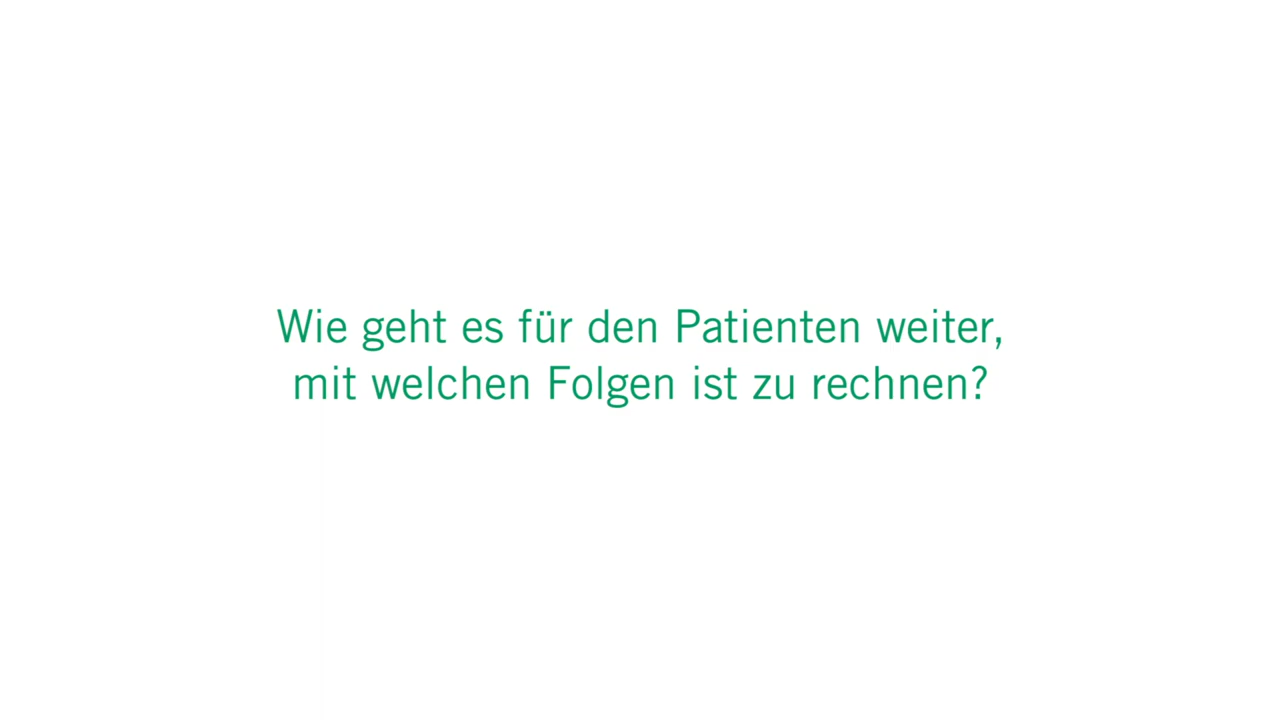 Wie geht es für den Patienten weiter,
mit welchen Folgen ist zu rechnen?